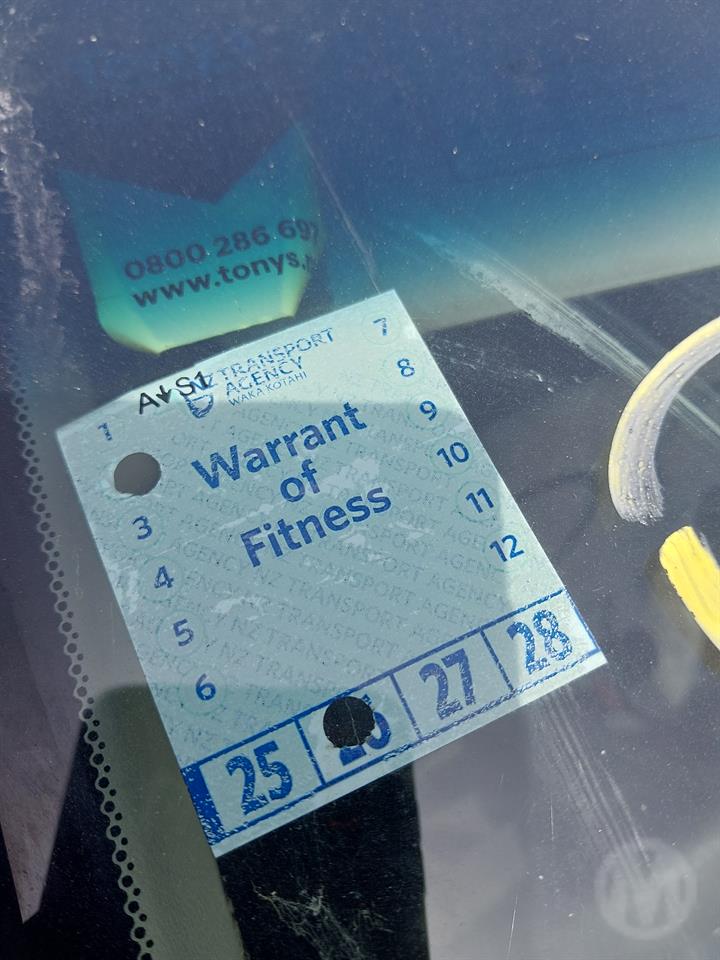 0800 286 69
www.tonys.
A↓S1
NZ TRANSPORT
AGENCY
WAKA KOTAHI
Warrant
of
Fitness
1
3
4
5
6
7
8
9
10
11
12
25
27
28
M